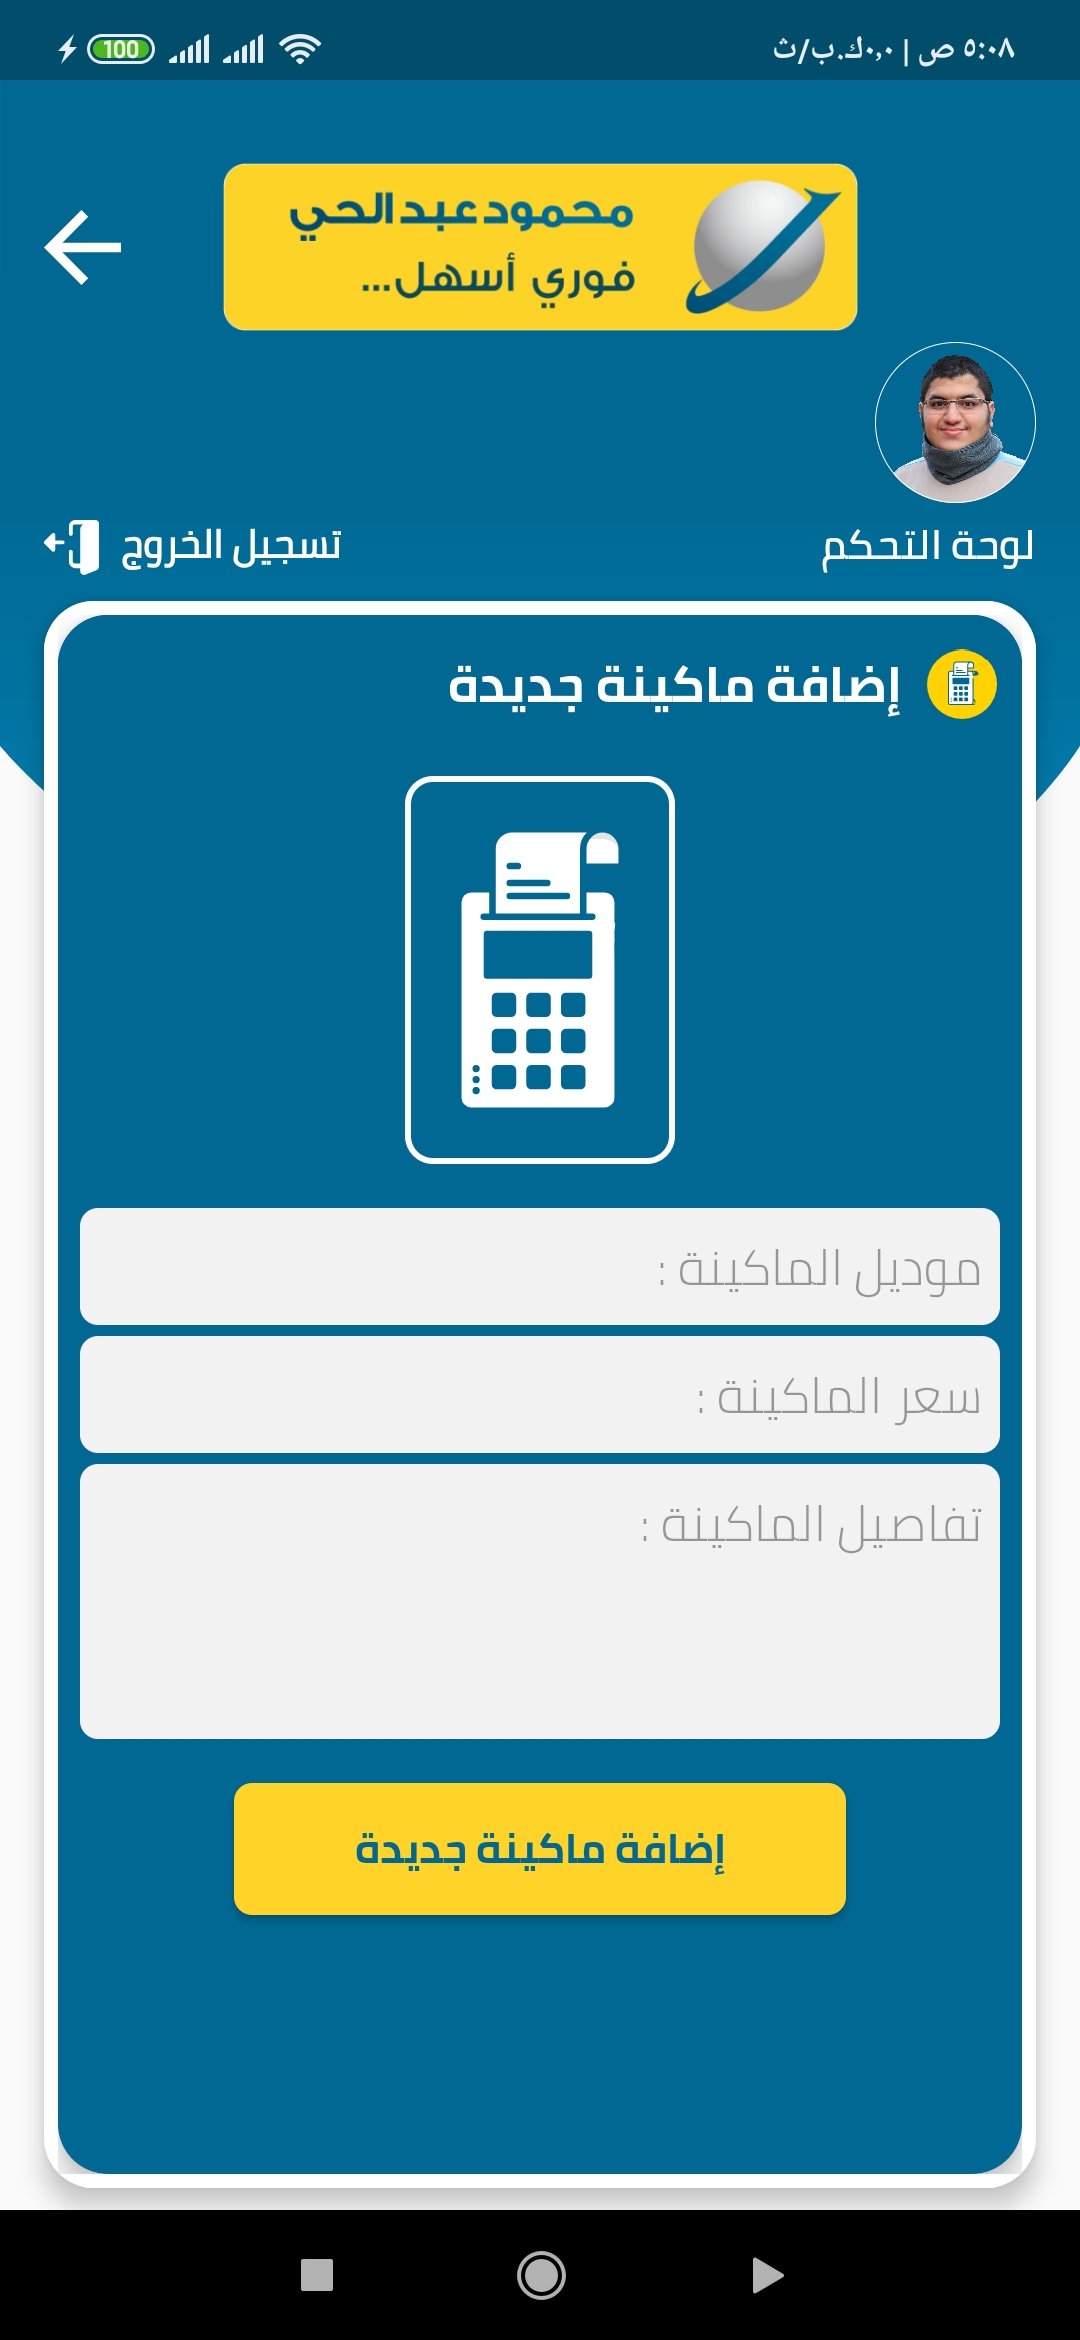 ٥:٠٨ ص | ٠,٠ك.ب/ث
100
محمود عبد الحي
فوري أسهل...
لوحة التحكم
تسجيل الخروج
إضافة ماكينة جديدة
موديل الماكينة :
سعر الماكينة :
تفاصيل الماكينة :
إضافة ماكينة جديدة